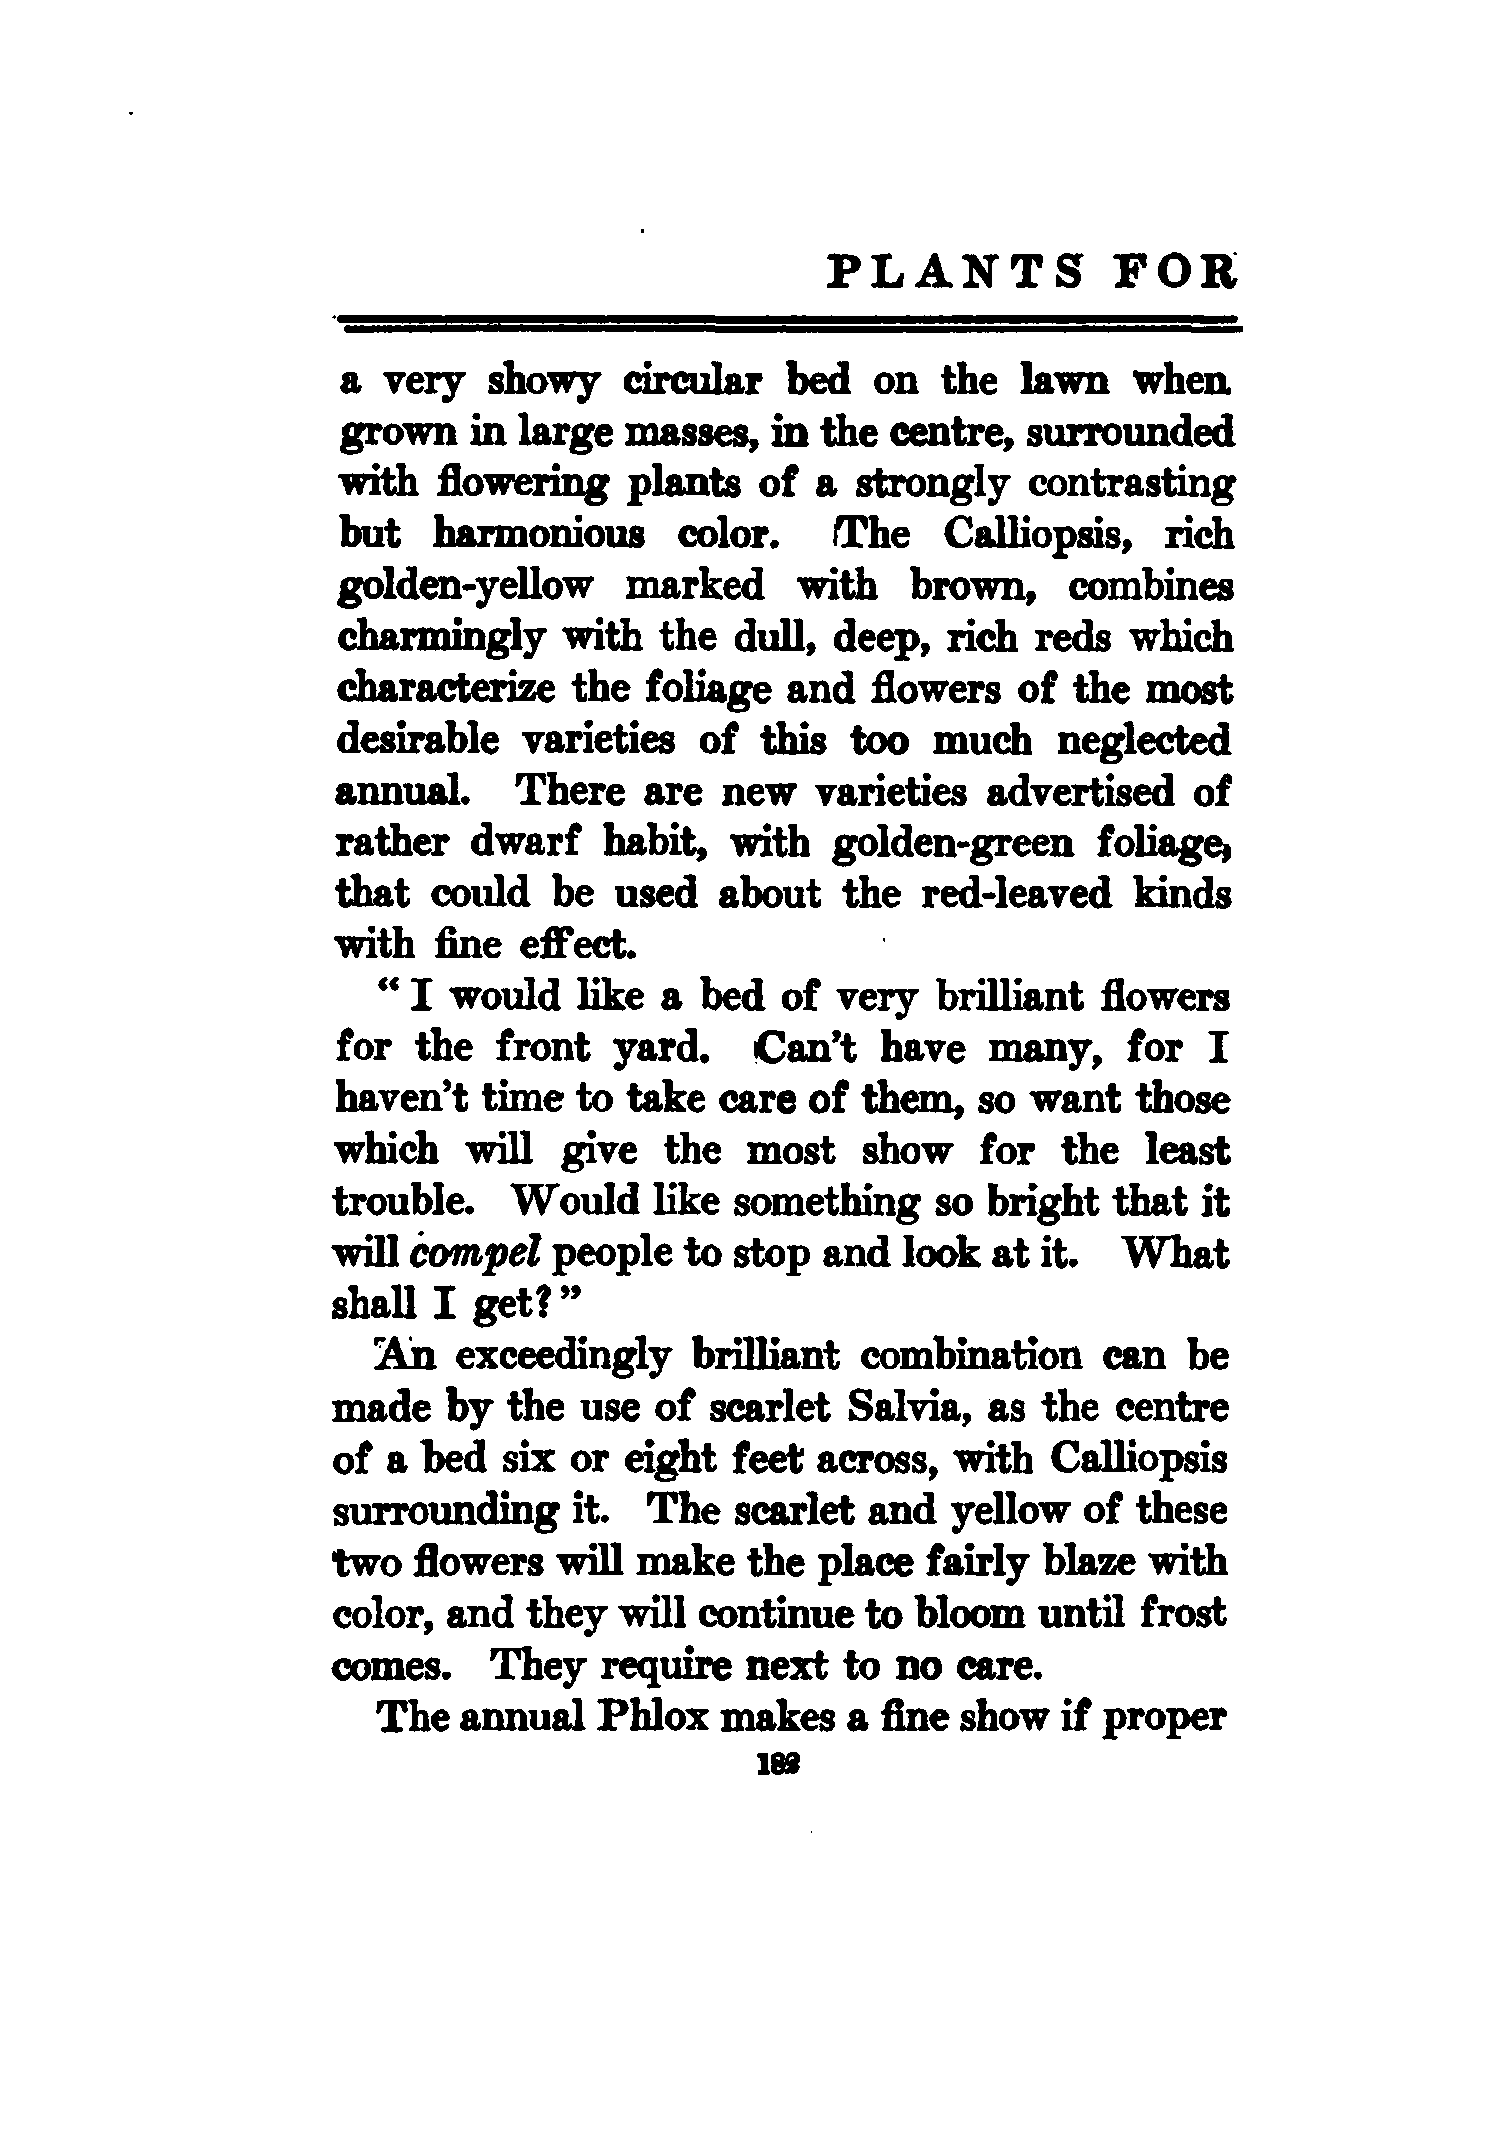 PLANTS FOR
a very showy circular bed on the lawn when
grown in large masses, in the centre, surrounded
with flowering plants of a strongly contrasting
but harmonious color. The Calliopsis, rich
golden-yellow marked with brown, combines
charmingly with the dull, deep, rich reds which
characterize the foliage and flowers of the most
desirable varieties of this too much neglected
annual. There are new varieties advertised of
rather dwarf habit, with golden-green foliage,
that could be used about the red-leaved kinds
with fine effect.
“ I would like a bed of very brilliant flowers
for the front yard. Can't have many, for I
haven't time to take care of them, so want those
which will give the most show for the least
trouble. Would like something so bright that it
will compel people to stop and look at it. What
shall I get? ”
An exceedingly brilliant combination can be
made by the use of scarlet Salvia, as the centre
of a bed six or eight feet across, with Calliopsis
surrounding it. The scarlet and yellow of these
two flowers will make the place fairly blaze with
color, and they will continue to bloom until frost
comes. They require next to no care.
The annual Phlox makes a fine show if proper